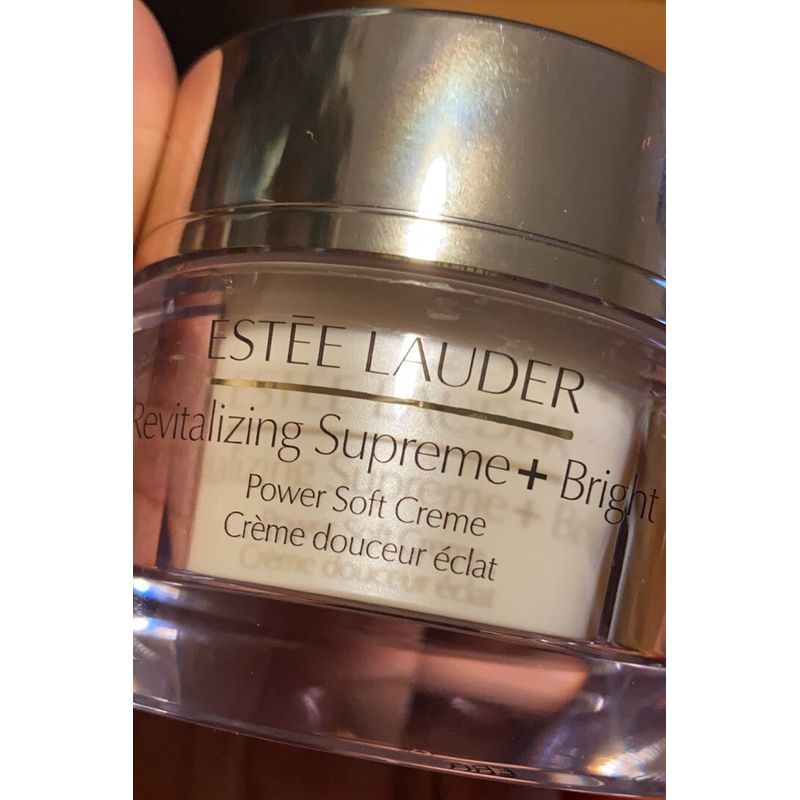 ESTĒE LAUDER
Revitalizing Supreme+ Bright
Power Soft Creme
Crème douceur éclat